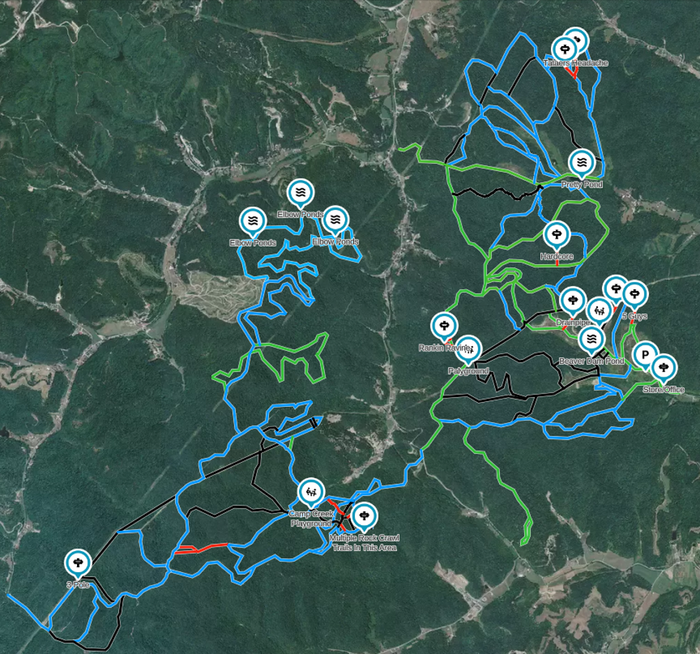 Tatum's Headache
Pretty Pond
Elbow Ponds
Elbow Ponds
Elbow Ponds
Hardcore
5 Guys
Drainpipe
Rankin Ravine
Beaver Dam Pond
Playground
P
Store/Office
Camp Creek
Playground
Multiple Rock Crawl
Trails In This Area
3 Pole